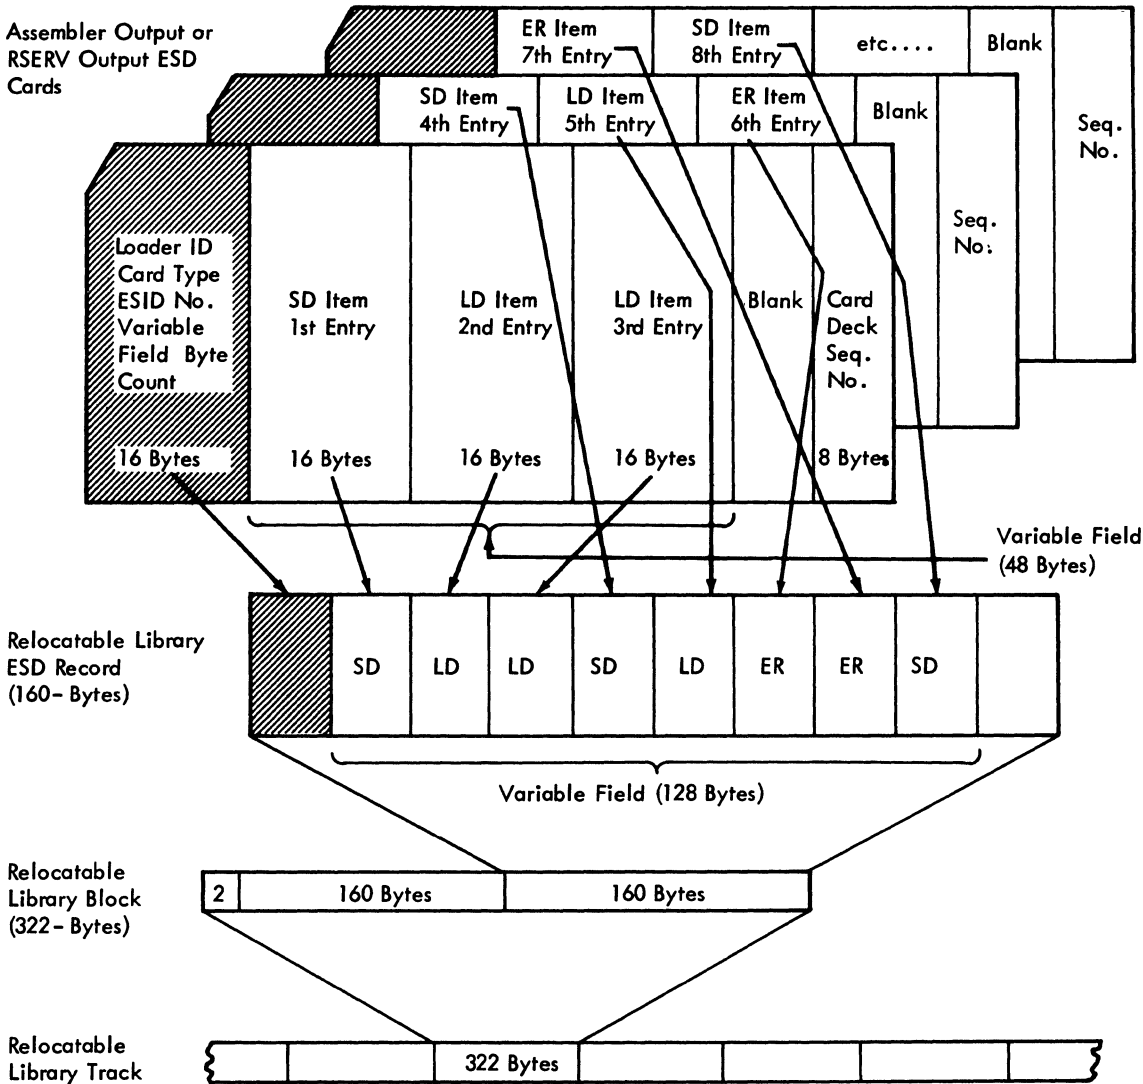 Assembler Output or
RSERV Output ESD
Cards
ER Item
7th Entry
SD Item
8th Entry
etc....
Blank
Seq.
No.
SD Item
4th Entry
LD Item
5th Entry
ER Item
6th Entry
Blank
Seq.
No.
Loader ID
Card Type
ESID No.
Variable
Field Byte
Count
16 Bytes
SD Item
1st Entry
16 Bytes
LD Item
2nd Entry
16 Bytes
LD Item
3rd Entry
16 Bytes
Blank
Card
Deck
Seq.
No.
8 Bytes
Variable Field
(48 Bytes)
Relocatable Library
ESD Record
(160-Bytes)
SD LD LD SD LD ER ER SD
Variable Field (128 Bytes)
Relocatable
Library Block
(322-Bytes)
2 160 Bytes 160 Bytes
Relocatable
Library Track
322 Bytes